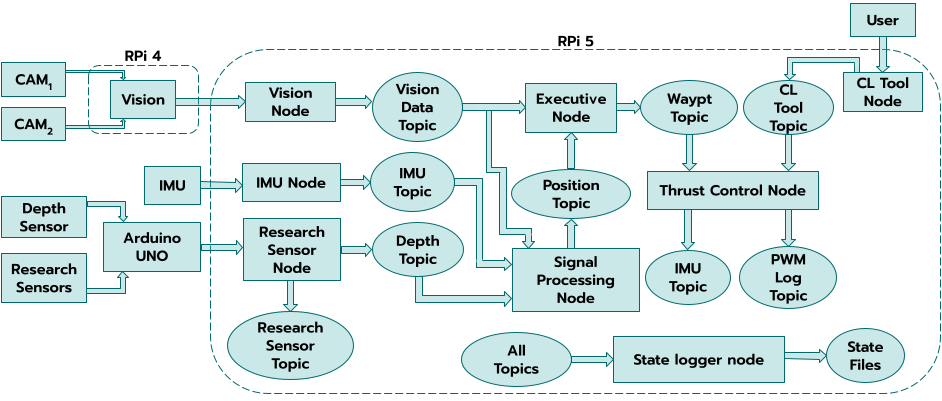 User
RPi 4
RPi 5
CAM1
CAM2
Vision
Vision
Node
Vision
Data
Topic
Executive
Node
Waypt
Topic
CL
Tool
Topic
CL Tool
Node
IMU
IMU Node
IMU
Topic
Position
Topic
Thrust Control Node
Depth
Sensor
Research
Sensors
Arduino
UNO
Research
Sensor
Node
Depth
Topic
Signal
Processing
Node
IMU
Topic
PWM
Log
Topic
Research
Sensor
Topic
All
Topics
State logger node
State
Files